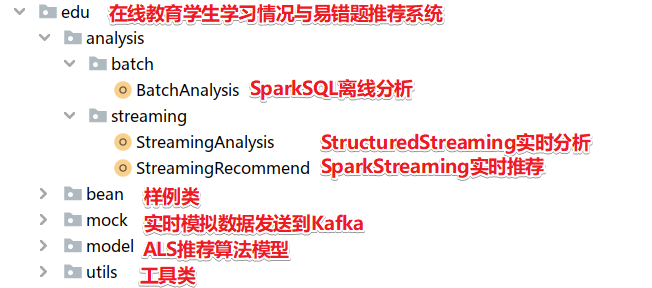 edu 在线教育学生学习情况与易错题推荐系统
analysis
batch
BatchAnalysis SparkSQL离线分析
streaming
StreamingAnalysis StructuredStreaming实时分析
StreamingRecommend SparkStreaming实时推荐
bean 样例类
mock 实时模拟数据发送到Kafka
model ALS推荐算法模型
utils 工具类